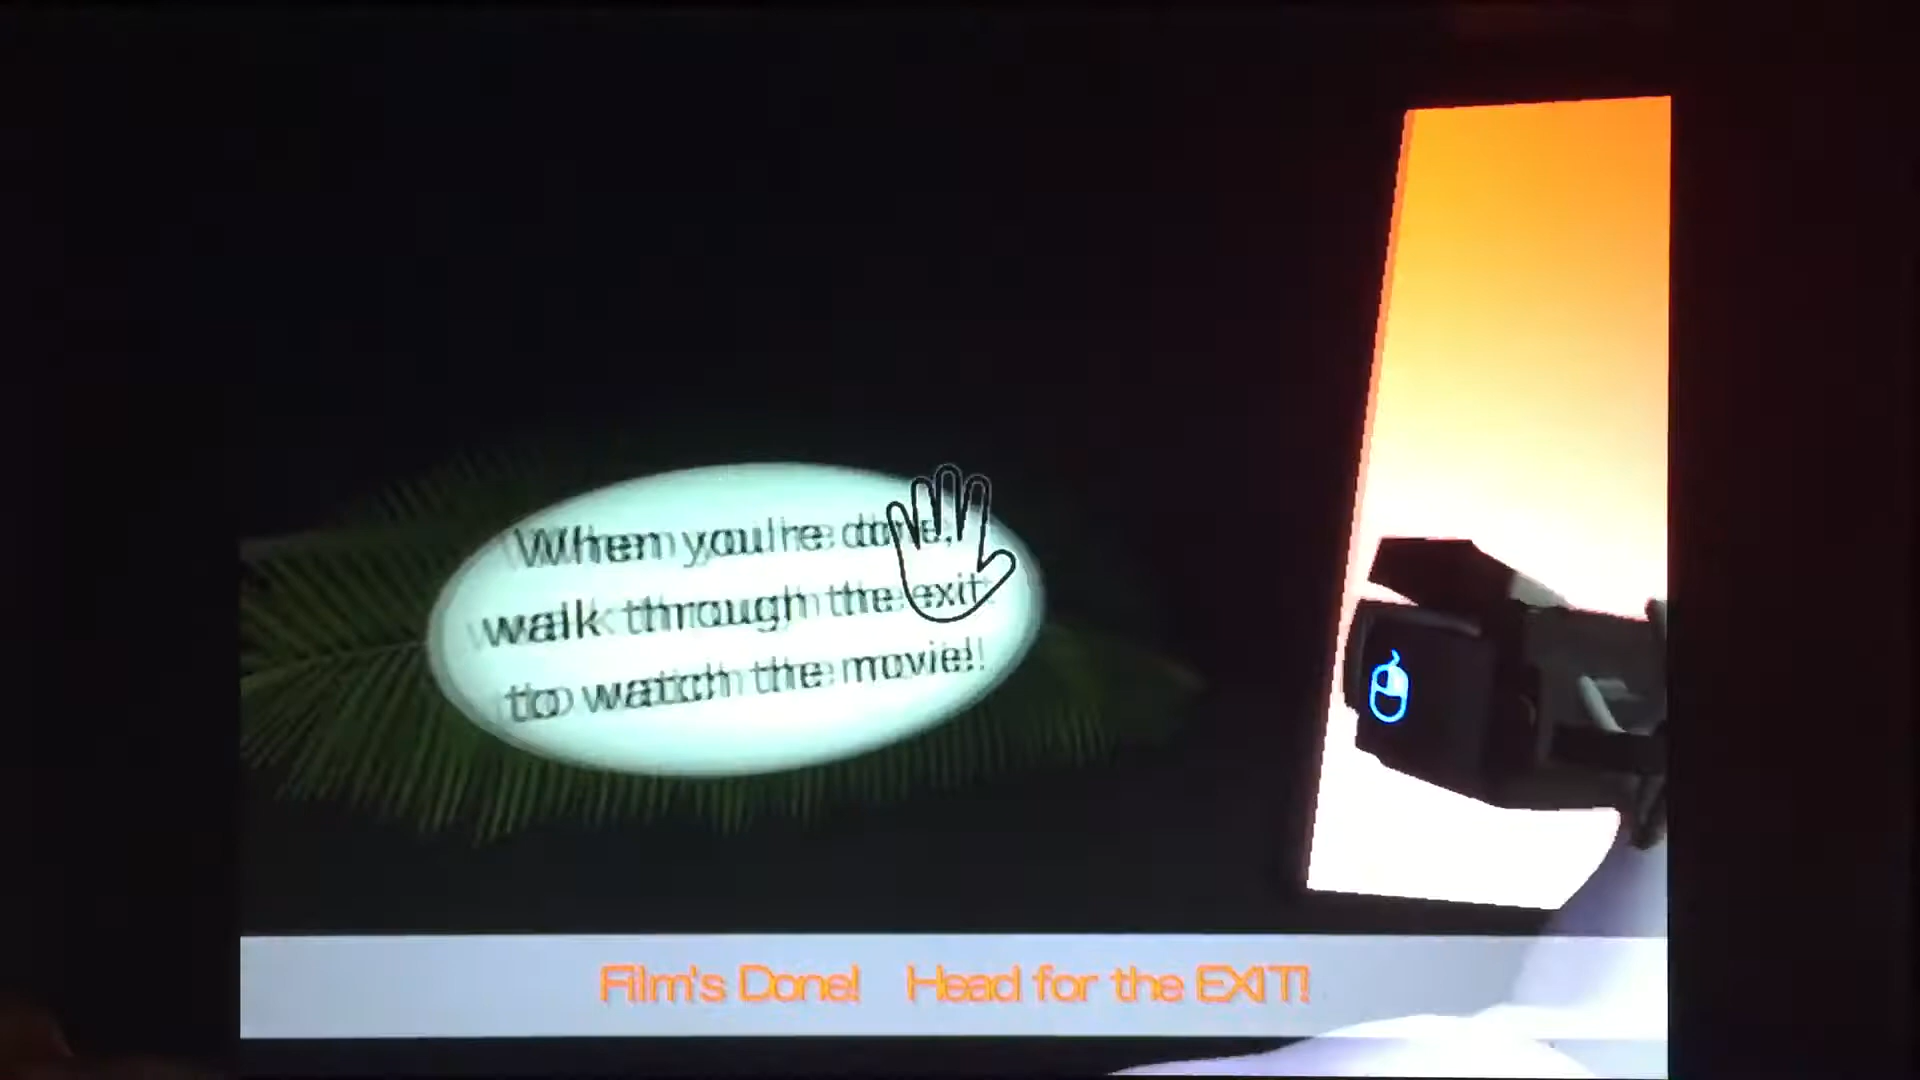 When you're done,
walk through the exit
to watch the movie!
Film's Done! Head for the EXIT!